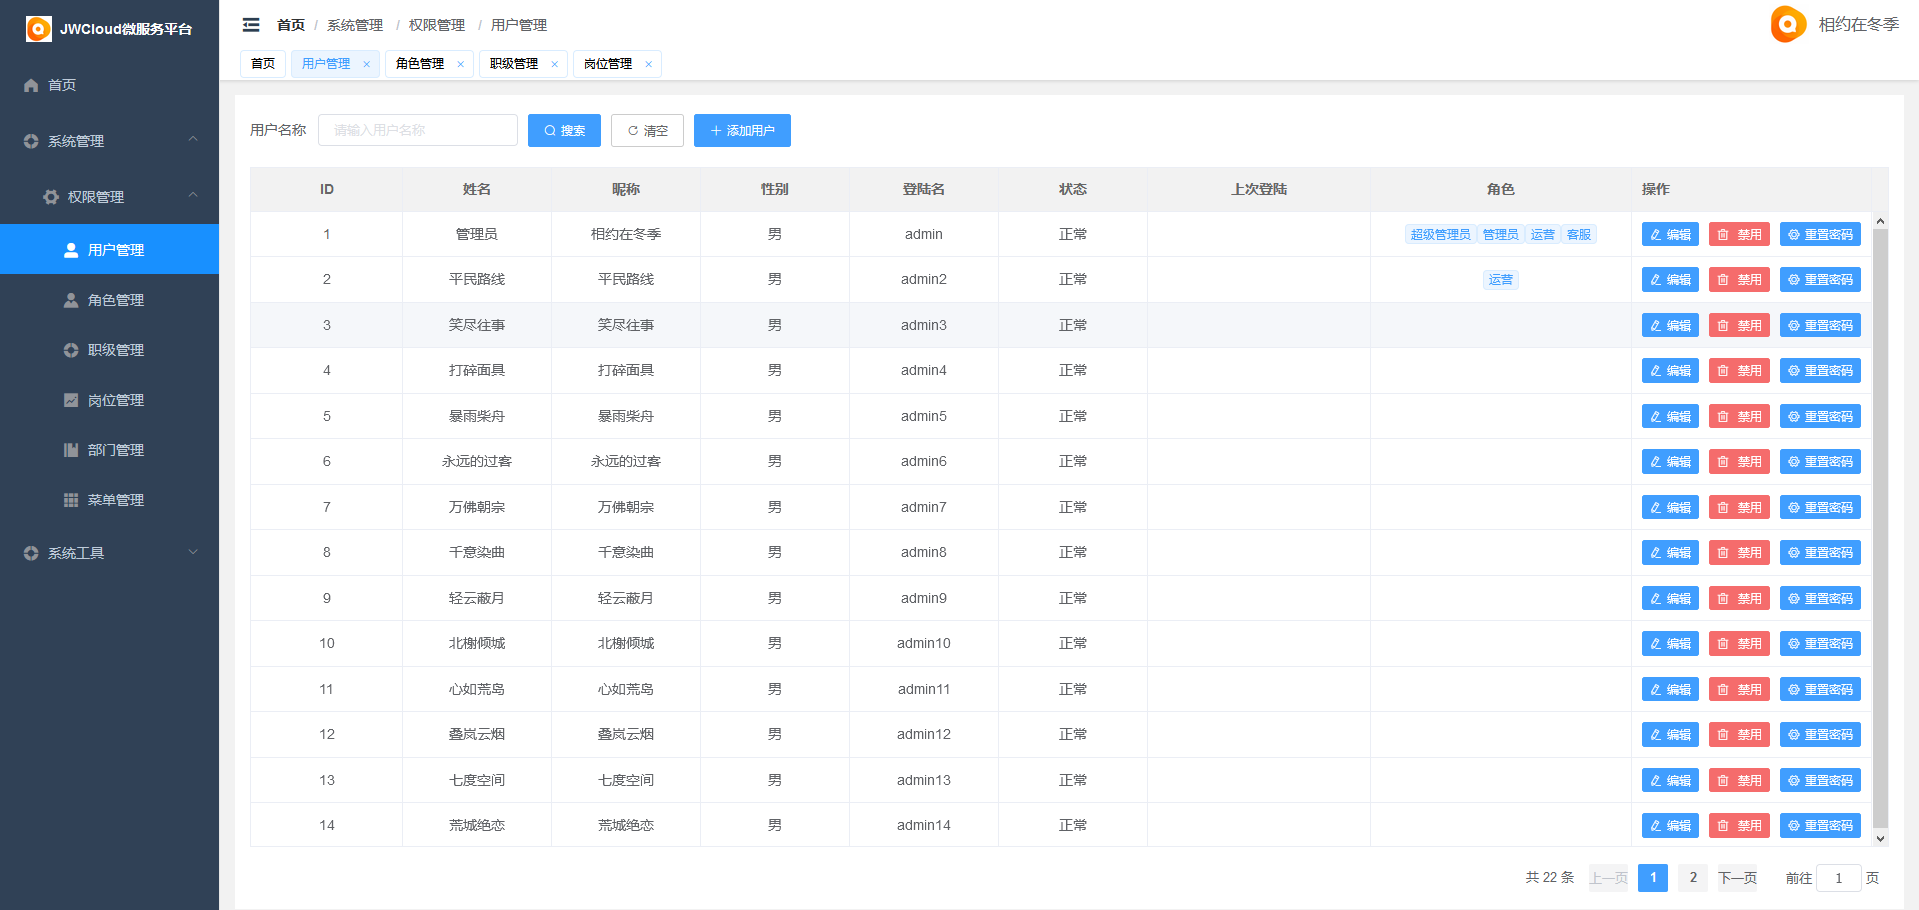 JWCloud微服务平台
首页
系统管理
权限管理
用户管理
角色管理
职级管理
岗位管理
部门管理
菜单管理
系统工具
首页 / 系统管理 / 权限管理 / 用户管理
相约在冬季
首页 用户管理 × 角色管理 × 职级管理 × 岗位管理 ×
用户名称 请输入用户名称 搜索 清空 添加用户
ID 姓名 昵称 性别 登陆名 状态 上次登陆 角色 操作
1 管理员 相约在冬季 男 admin 正常 超级管理员 管理员 运营 客服 编辑 禁用 重置密码
2 平民路线 平民路线 男 admin2 正常 运营 编辑 禁用 重置密码
3 笑尽往事 笑尽往事 男 admin3 正常 编辑 禁用 重置密码
4 打碎面具 打碎面具 男 admin4 正常 编辑 禁用 重置密码
5 暴雨柴舟 暴雨柴舟 男 admin5 正常 编辑 禁用 重置密码
6 永远的过客 永远的过客 男 admin6 正常 编辑 禁用 重置密码
7 万佛朝宗 万佛朝宗 男 admin7 正常 编辑 禁用 重置密码
8 千意染曲 千意染曲 男 admin8 正常 编辑 禁用 重置密码
9 轻云蔽月 轻云蔽月 男 admin9 正常 编辑 禁用 重置密码
10 北榭倾城 北榭倾城 男 admin10 正常 编辑 禁用 重置密码
11 心如荒岛 心如荒岛 男 admin11 正常 编辑 禁用 重置密码
12 叠岚云烟 叠岚云烟 男 admin12 正常 编辑 禁用 重置密码
13 七度空间 七度空间 男 admin13 正常 编辑 禁用 重置密码
14 荒城绝恋 荒城绝恋 男 admin14 正常 编辑 禁用 重置密码
共 22 条 上一页 1 2 下一页 前往 1 页